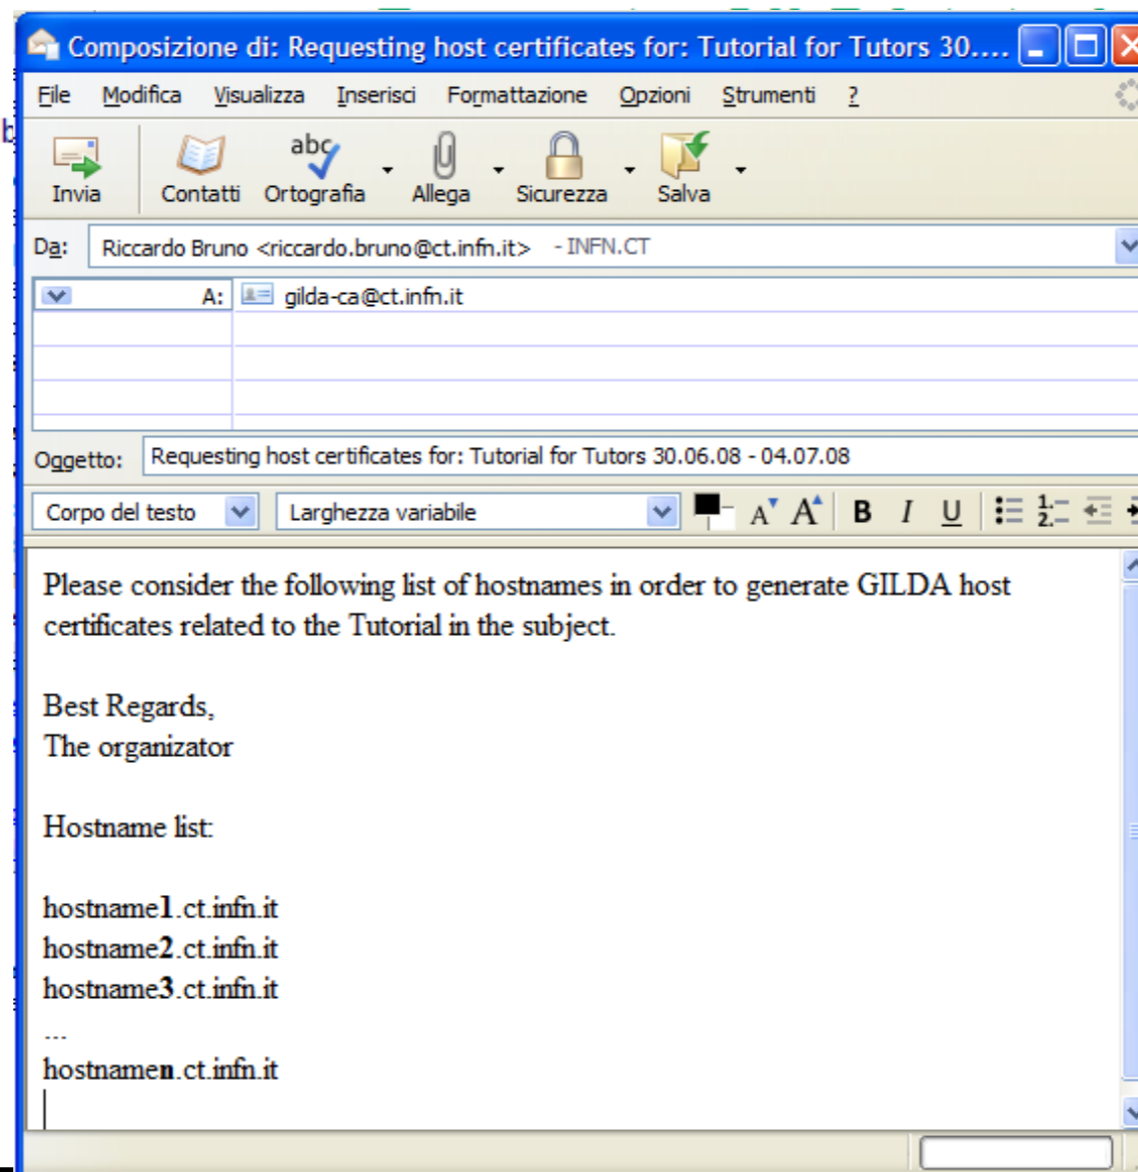 Composizione di: Requesting host certificates for: Tutorial for Tutors 30....
File Modifica Visualizza Inserisci Formattazione Opzioni Strumenti ?
abc
Invia Contatti Ortografia Allega Sicurezza Salva
Da: Riccardo Bruno <riccardo.bruno@ct.infn.it> - INFN.CT
A: gilda-ca@ct.infn.it
Oggetto: Requesting host certificates for: Tutorial for Tutors 30.06.08 - 04.07.08
Corpo del testo Larghezza variabile A A B I U
Please consider the following list of hostnames in order to generate GILDA host
certificates related to the Tutorial in the subject.
Best Regards,
The organizator
Hostname list:
hostname1.ct.infn.it
hostname2.ct.infn.it
hostname3.ct.infn.it
...
hostnamen.ct.infn.it